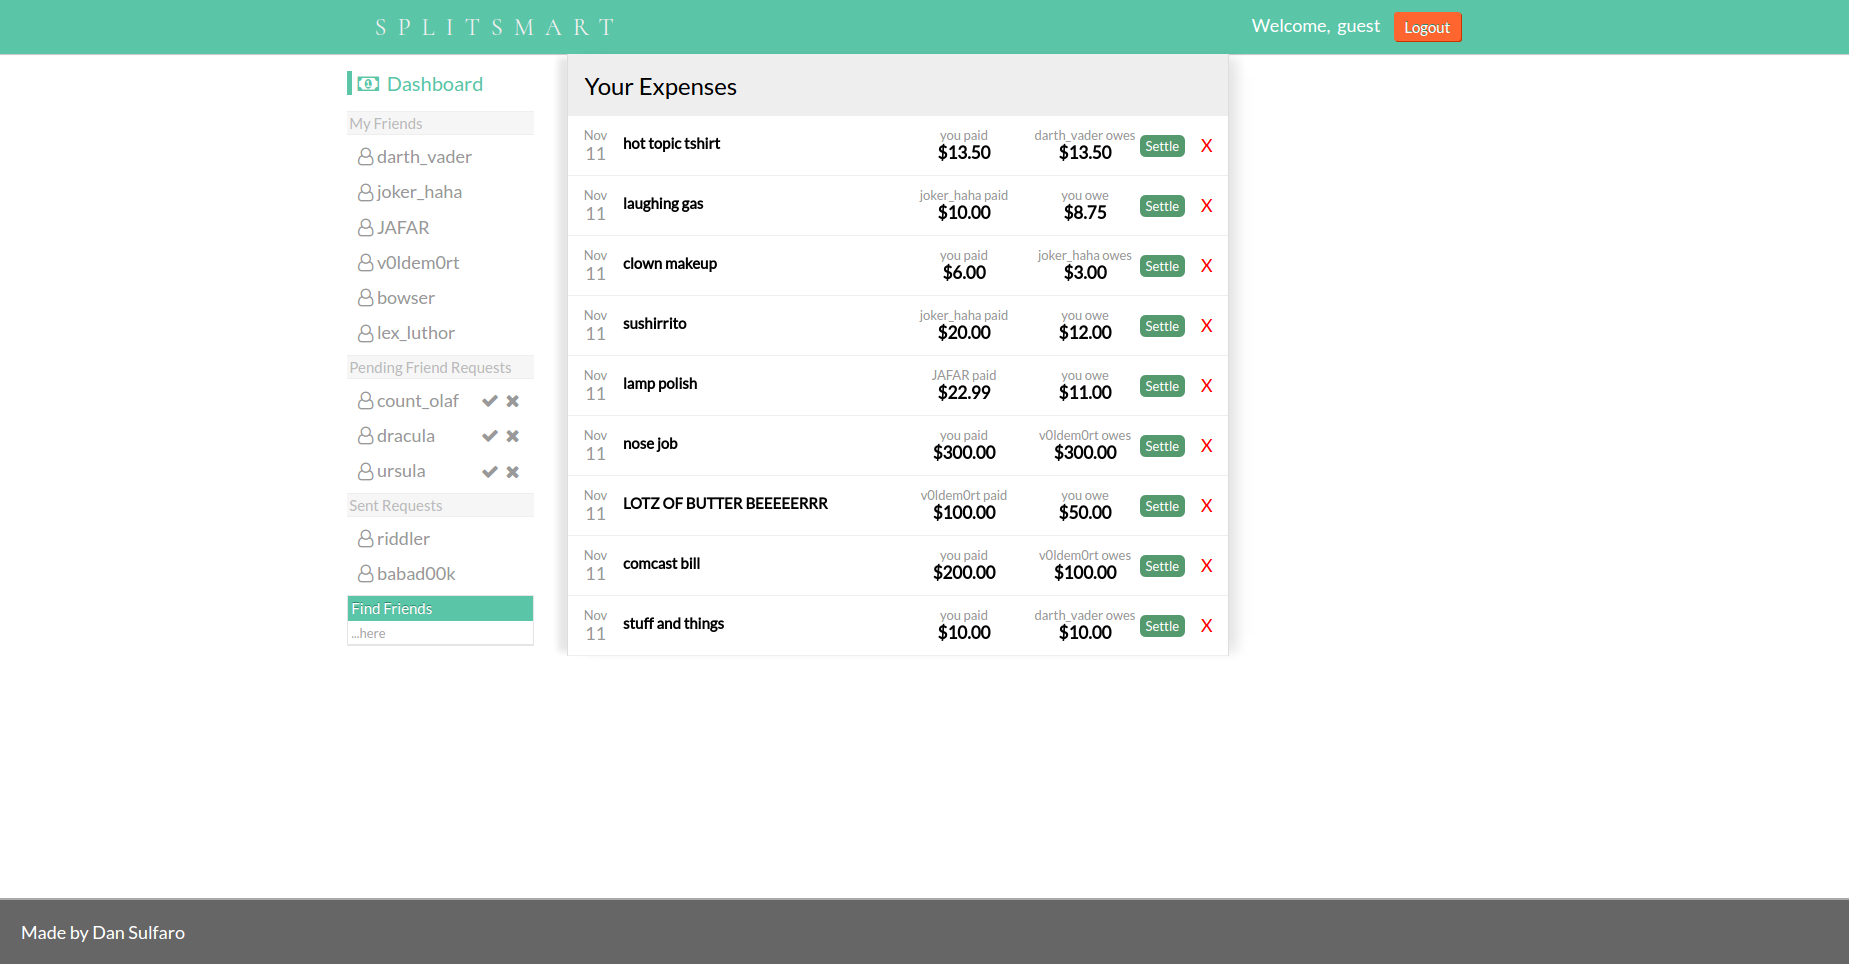 SPLITSMART
Welcome, guest Logout
Dashboard
My Friends
darth_vader
joker_haha
JAFAR
v0ldem0rt
bowser
lex_luthor
Pending Friend Requests
count_olaf
dracula
ursula
Sent Requests
riddler
babad00k
Find Friends
...here
Your Expenses
Nov you paid darth_vader owes
11 hot topic tshirt $13.50 $13.50 Settle X
Nov joker_haha paid you owe
11 laughing gas $10.00 $8.75 Settle X
Nov you paid joker_haha owes
11 clown makeup $6.00 $3.00 Settle X
Nov joker_haha paid you owe
11 sushirrito $20.00 $12.00 Settle X
Nov JAFAR paid you owe
11 lamp polish $22.99 $11.00 Settle X
Nov you paid v0ldem0rt owes
11 nose job $300.00 $300.00 Settle X
Nov v0ldem0rt paid you owe
11 LOTZ OF BUTTER BEEEEERRR $100.00 $50.00 Settle X
Nov you paid v0ldem0rt owes
11 comcast bill $200.00 $100.00 Settle X
Nov you paid darth_vader owes
11 stuff and things $10.00 $10.00 Settle X
Made by Dan Sulfaro